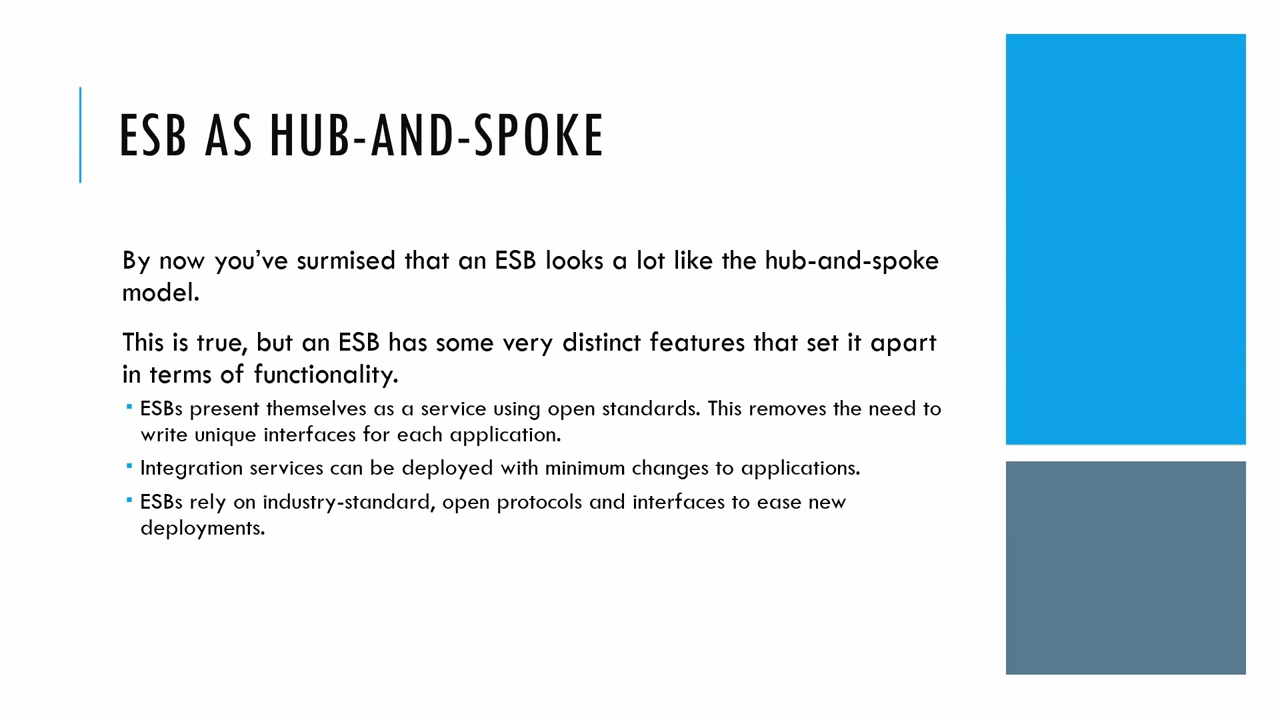 ESB AS HUB-AND-SPOKE
By now you’ve surmised that an ESB looks a lot like the hub-and-spoke
model.
This is true, but an ESB has some very distinct features that set it apart
in terms of functionality.
▪ ESBs present themselves as a service using open standards. This removes the need to
write unique interfaces for each application.
▪ Integration services can be deployed with minimum changes to applications.
▪ ESBs rely on industry-standard, open protocols and interfaces to ease new
deployments.